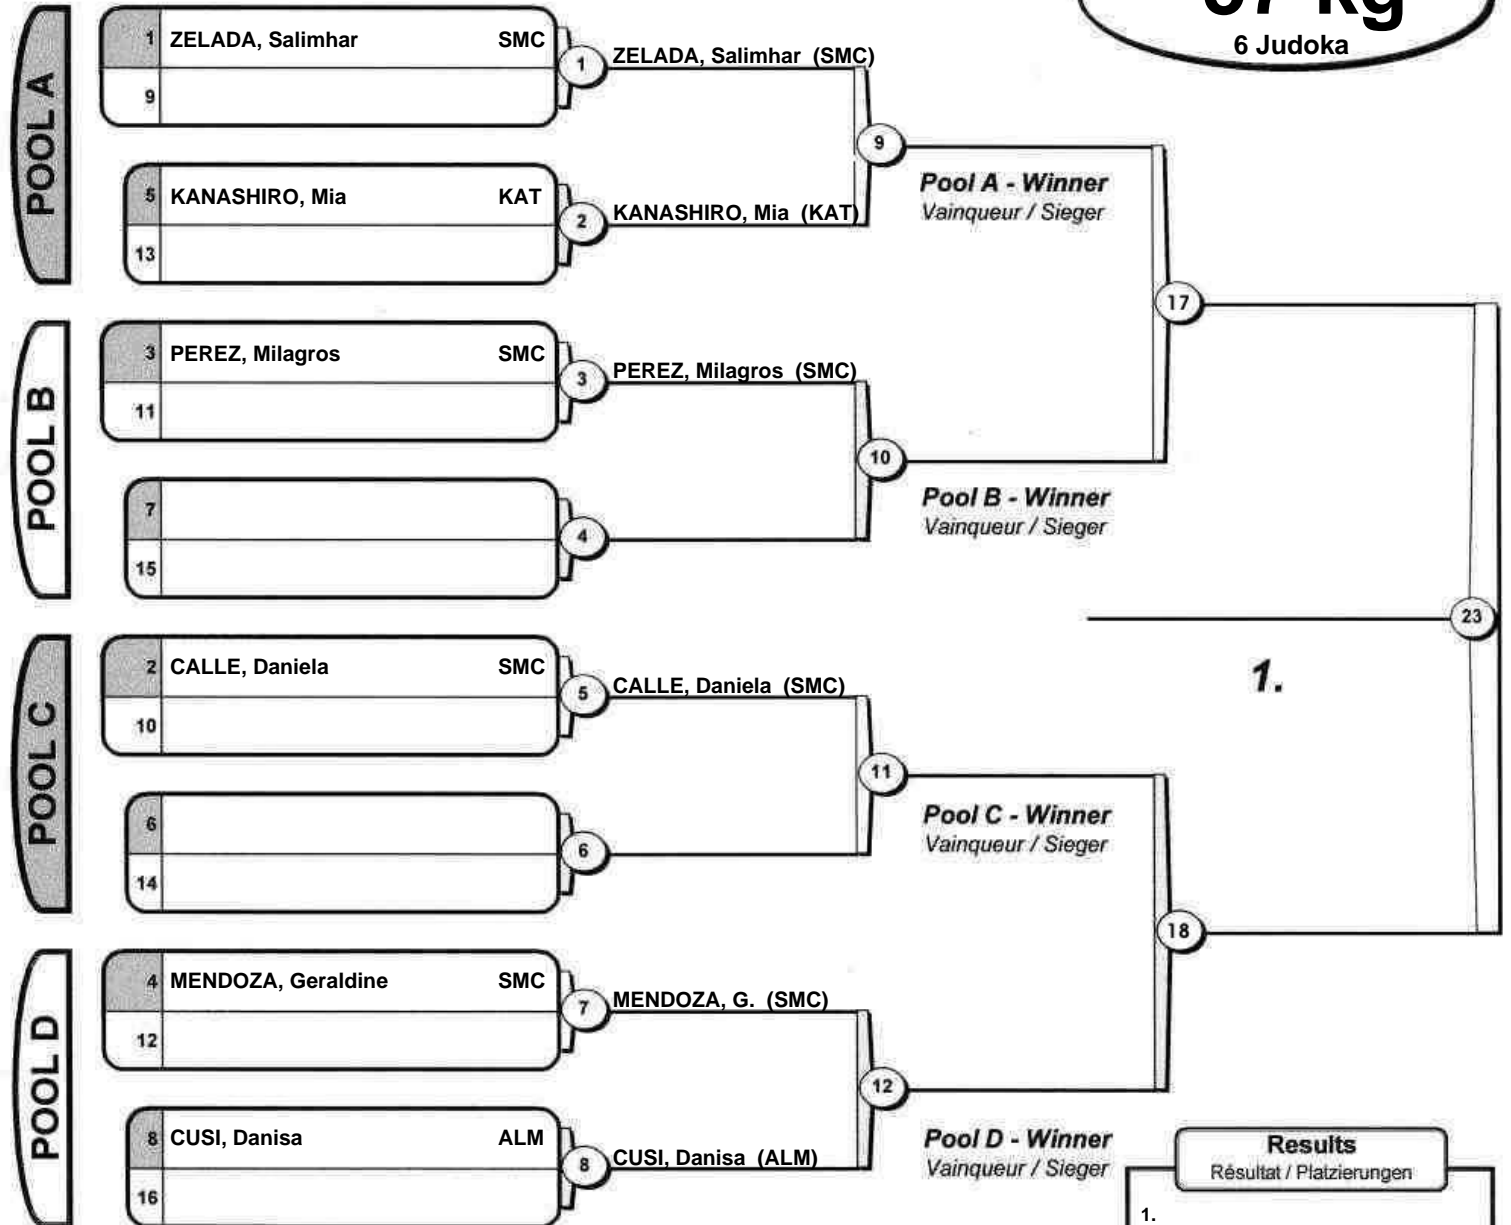 6 Judoka
POOL A
1 ZELADA, Salimhar SMC
9
1
ZELADA, Salimhar (SMC)
5 KANASHIRO, Mia KAT
13
2
KANASHIRO, Mia (KAT)
9
Pool A - Winner
Vainqueur / Sieger
POOL B
3 PEREZ, Milagros SMC
11
3
PEREZ, Milagros (SMC)
7
15
4
10
Pool B - Winner
Vainqueur / Sieger
17
POOL C
2 CALLE, Daniela SMC
10
5
CALLE, Daniela (SMC)
6
14
6
11
Pool C - Winner
Vainqueur / Sieger
23
1.
POOL D
4 MENDOZA, Geraldine SMC
12
7
MENDOZA, G. (SMC)
8 CUSI, Danisa ALM
16
8
CUSI, Danisa (ALM)
12
Pool D - Winner
Vainqueur / Sieger
18
Results
Résultat / Platzierungen
1.